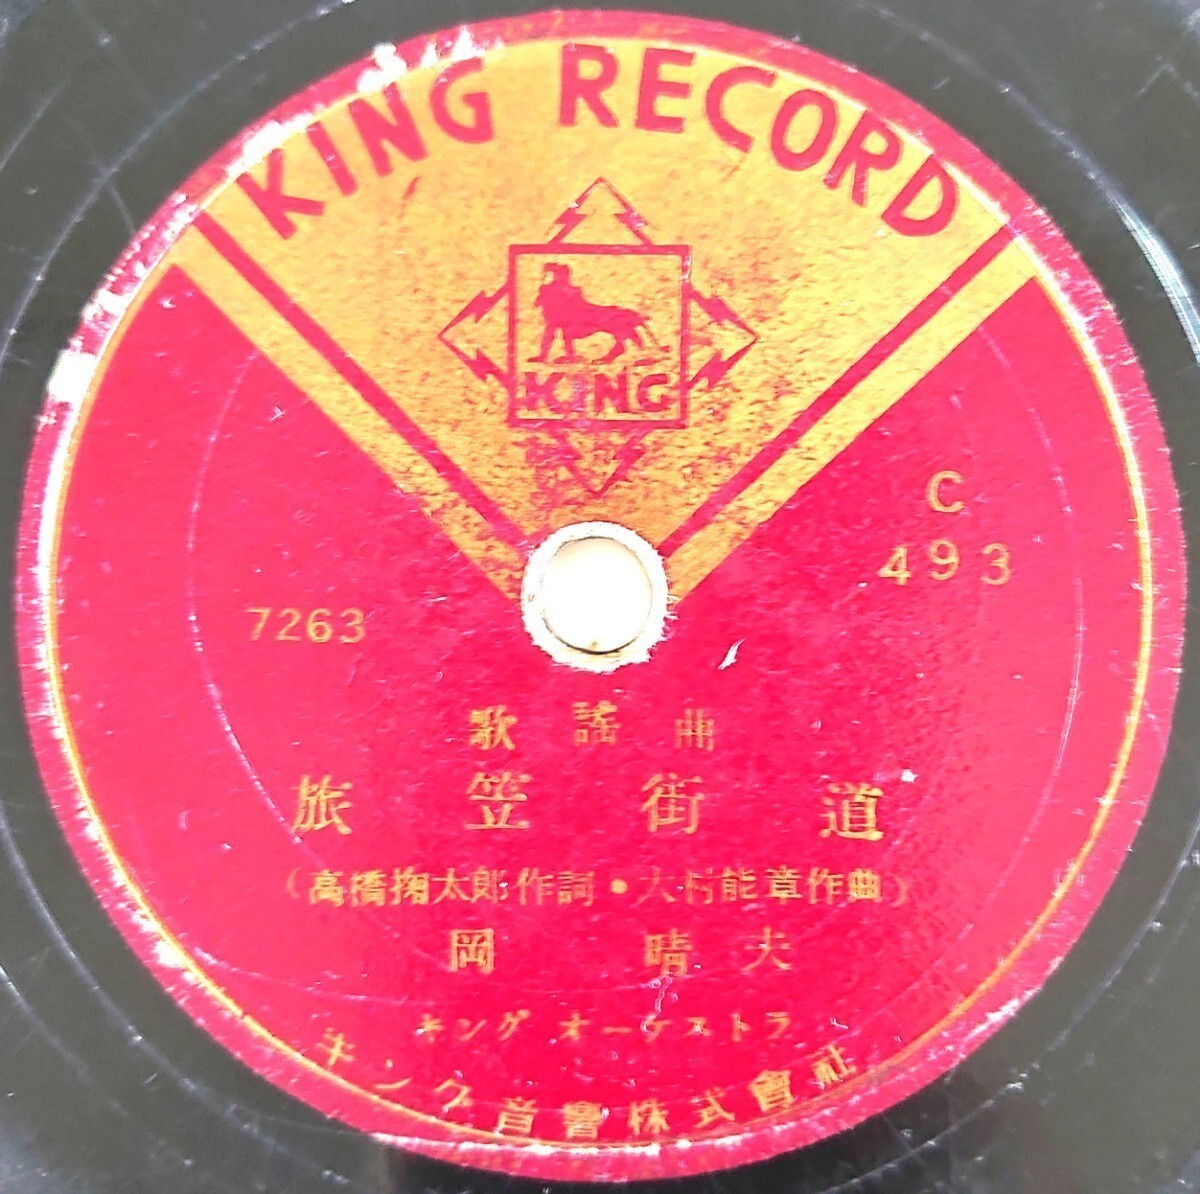 KING RECORD
KING
C
493
7263
歌謡曲
旅笠街道
(高橋掬太郎作詞・大村能章作曲)
岡 晴夫
キング オーケストラ
キング音響株式會社